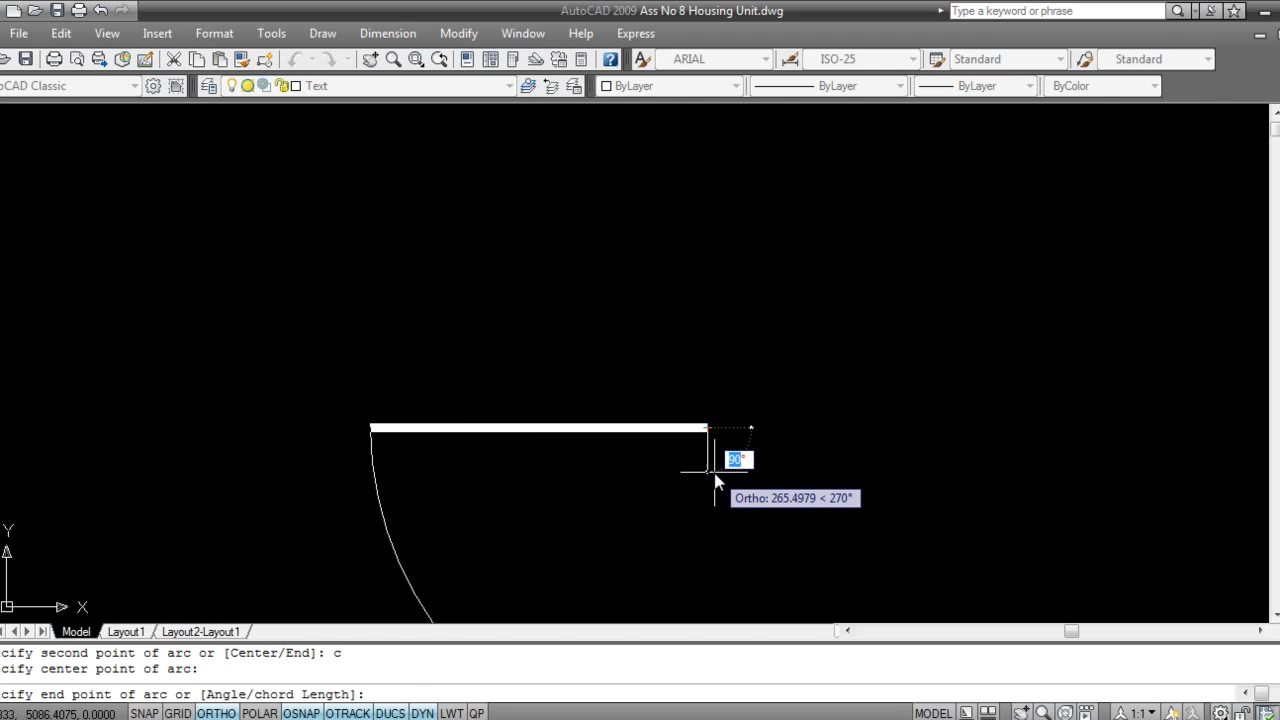 AutoCAD 2009 Ass No 8 Housing Unit.dwg
Type a keyword or phrase
File Edit View Insert Format Tools Draw Dimension Modify Window Help Express
ARIAL ISO-25 Standard Standard
oCAD Classic Text ByLayer ByLayer ByLayer ByColor
90°
Ortho: 265.4979 < 270°
Y
X
Model Layout1 Layout2-Layout1
cify second point of arc or [Center/End]: c
cify center point of arc:
cify end point of arc or [Angle/chord Length]:
333, 5086.4075, 0.0000 SNAP GRID ORTHO POLAR OSNAP OTRACK DUCS DYN LWT QP MODEL 1:1